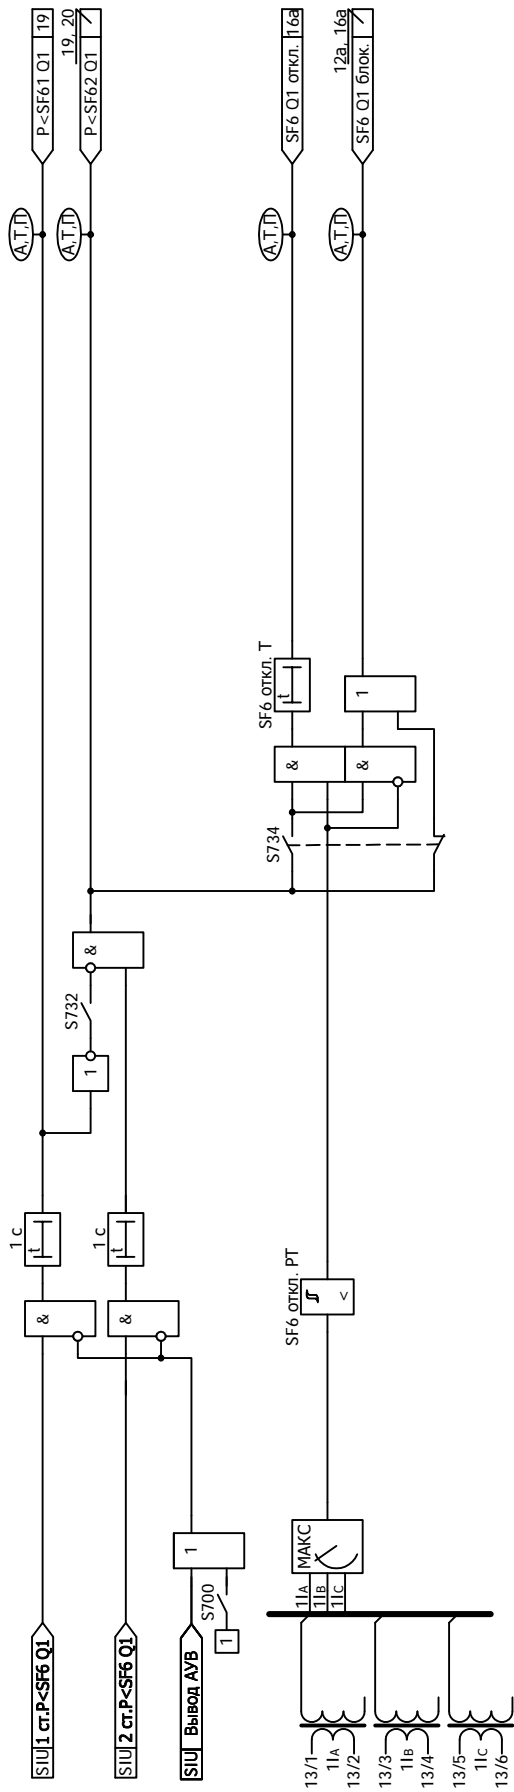 SIU 1 ст.P<SF6 Q1
&
1 с
t
P<SF61 Q1 19
А,Т,П
SIU 2 ст.P<SF6 Q1
&
1 с
t
1
S732
&
P<SF62 Q1
19, 20
А,Т,П
SIU Вывод АУВ
1
S700
1
S734
&
&
SF6 откл. Т
t
1
SF6 Q1 откл. 16а
А,Т,П
SF6 Q1 блок.
12а, 16а
А,Т,П
МАКС
1IA
1IB
1IC
SF6 откл. РТ
<
13/1
1IA
13/2
13/3
1IB
13/4
13/5
1IC
13/6